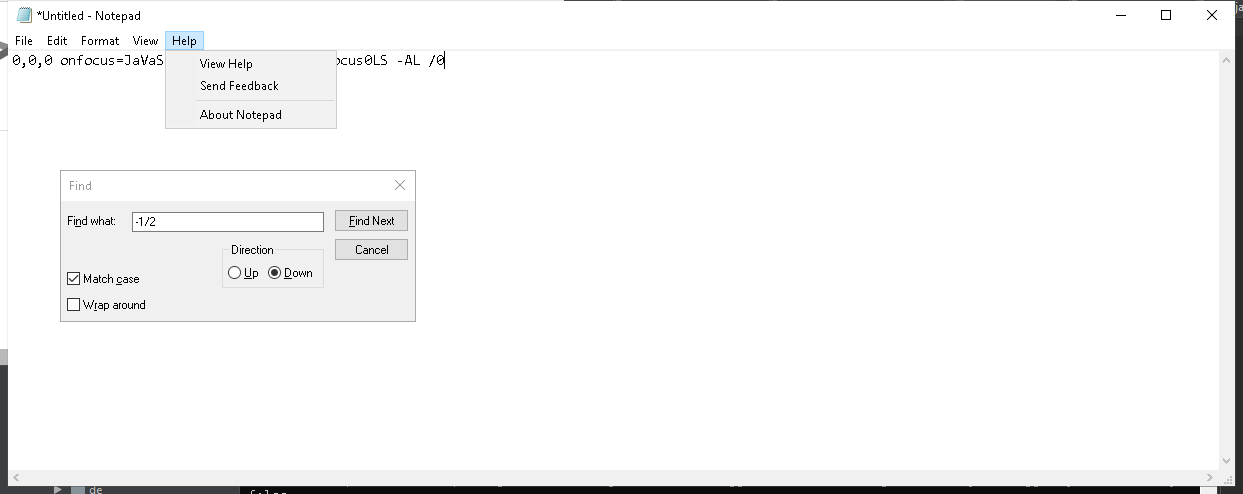 *Untitled - Notepad
File Edit Format View Help
0,0,0 onfocus=JaVaS ocus0LS -AL /0
View Help
Send Feedback
About Notepad
Find
Find what: -1/2 Find Next
Direction Cancel
Up Down
Match case
Wrap around
de